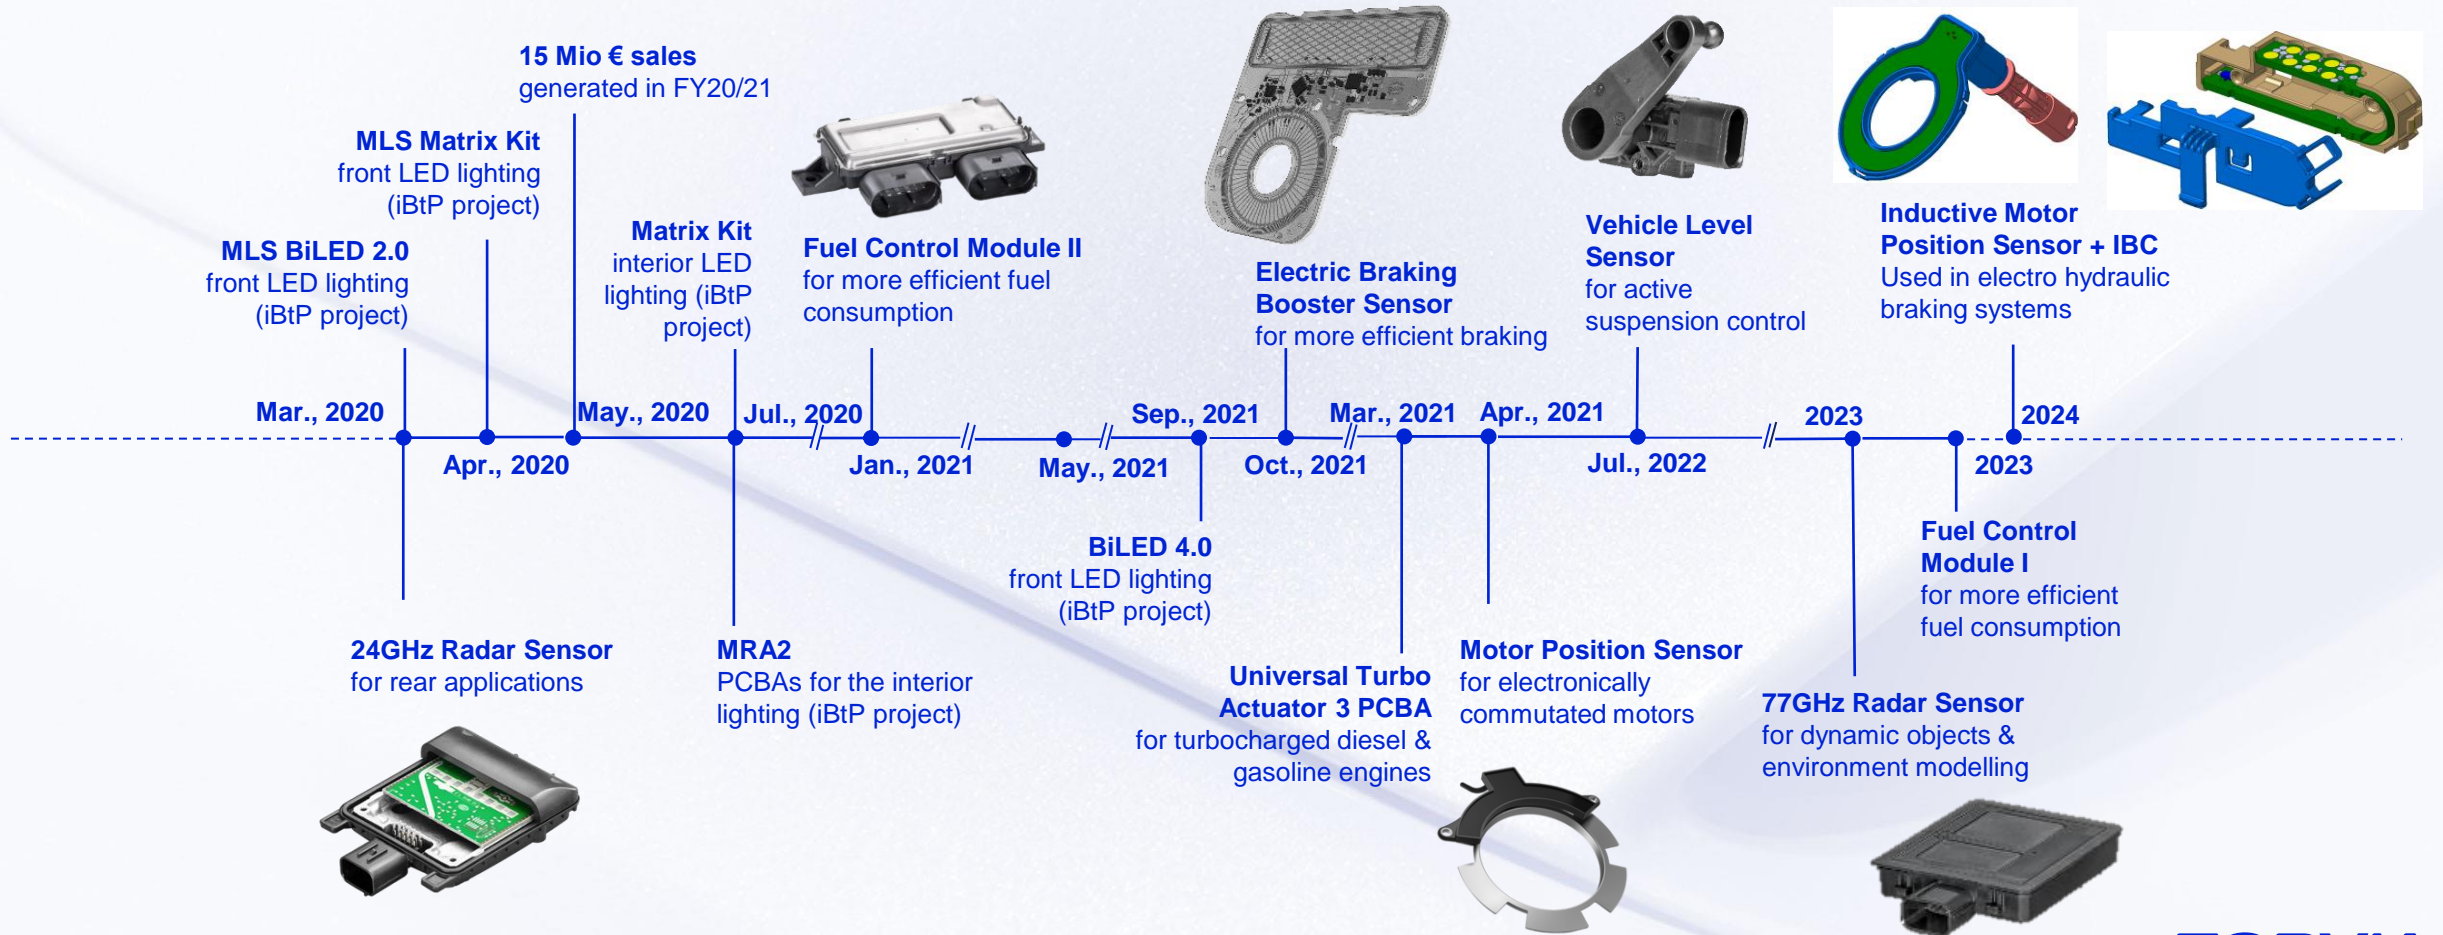 15 Mio € sales
generated in FY20/21
MLS Matrix Kit
front LED lighting
(iBtP project)
MLS BiLED 2.0
front LED lighting
(iBtP project)
Matrix Kit
interior LED
lighting (iBtP
project)
Fuel Control Module II
for more efficient fuel
consumption
Electric Braking
Booster Sensor
for more efficient braking
Vehicle Level
Sensor
for active
suspension control
Inductive Motor
Position Sensor + IBC
Used in electro hydraulic
braking systems
Mar., 2020
May., 2020
Jul., 2020
Sep., 2021
Mar., 2021
Apr., 2021
2023
2024
Apr., 2020
Jan., 2021
May., 2021
Oct., 2021
Jul., 2022
2023
24GHz Radar Sensor
for rear applications
MRA2
PCBAs for the interior
lighting (iBtP project)
BiLED 4.0
front LED lighting
(iBtP project)
Universal Turbo
Actuator 3 PCBA
for turbocharged diesel &
gasoline engines
Motor Position Sensor
for electronically
commutated motors
77GHz Radar Sensor
for dynamic objects &
environment modelling
Fuel Control
Module I
for more efficient
fuel consumption